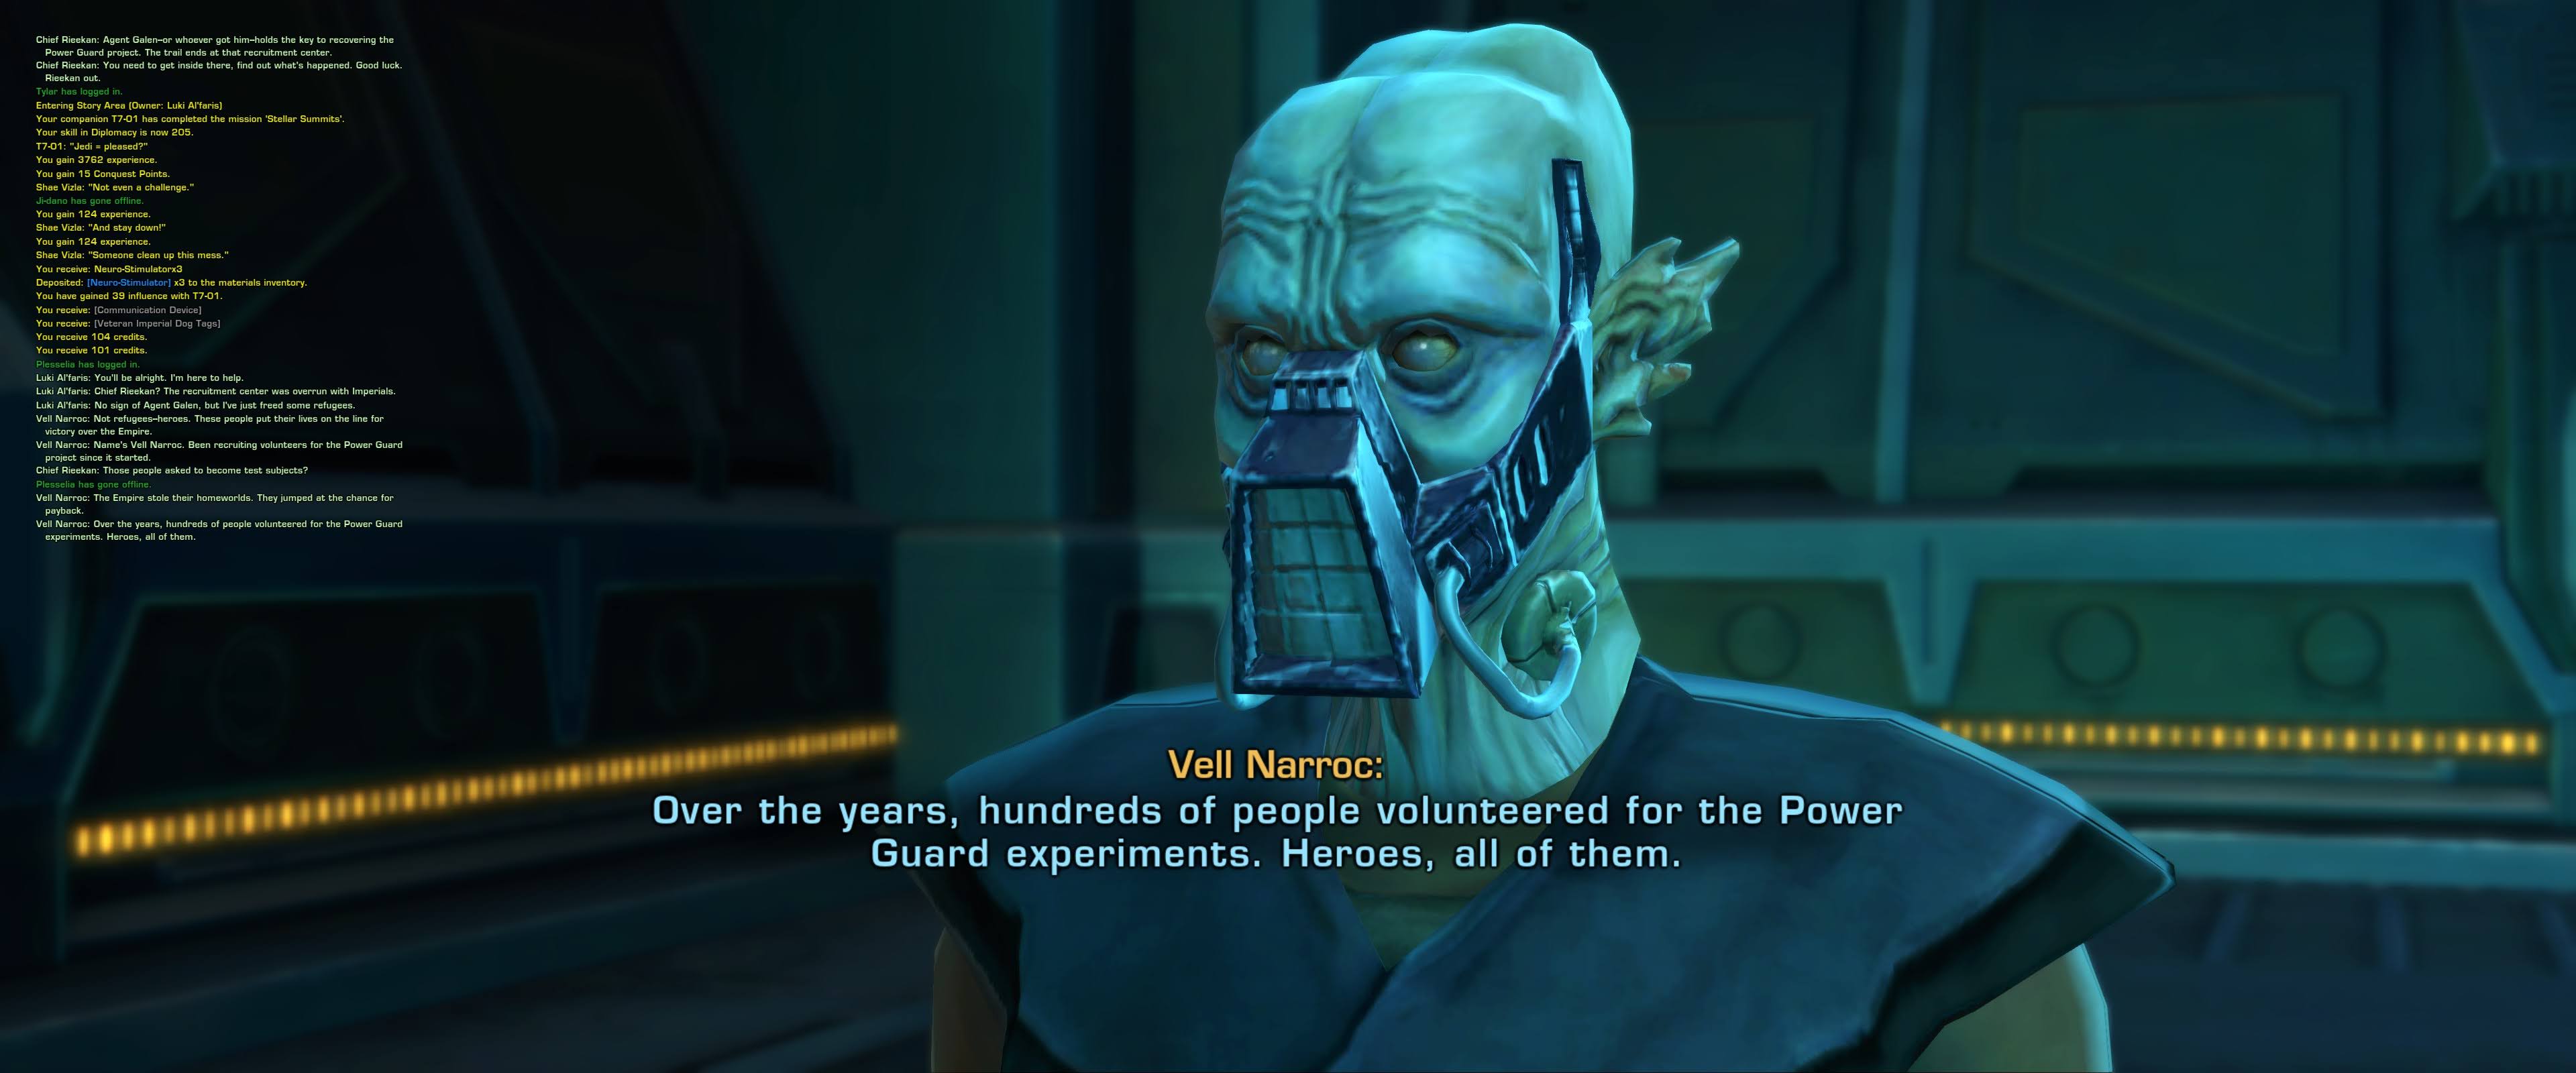 Chief Rieekan: Agent Galen—or whoever got him—holds the key to recovering the
Power Guard project. The trail ends at that recruitment center.
Chief Rieekan: You need to get inside there, find out what's happened. Good luck.
Rieekan out.
Tylar has logged in.
Entering Story Area (Owner: Luki Al'faris)
Your companion T7-01 has completed the mission 'Stellar Summits'.
Your skill in Diplomacy is now 205.
T7-01: "Jedi = pleased?"
You gain 3762 experience.
You gain 15 Conquest Points.
Shae Vizla: "Not even a challenge."
Ji-dano has gone offline.
You gain 124 experience.
Shae Vizla: "And stay down!"
You gain 124 experience.
Shae Vizla: "Someone clean up this mess."
You receive: Neuro-Stimulatorx3
Deposited: [Neuro-Stimulator] x3 to the materials inventory.
You have gained 39 influence with T7-01.
You receive: [Communication Device]
You receive: [Veteran Imperial Dog Tags]
You receive 104 credits.
You receive 101 credits.
Plesselia has logged in.
Luki Al'faris: You'll be alright. I'm here to help.
Luki Al'faris: Chief Rieekan? The recruitment center was overrun with Imperials.
Luki Al'faris: No sign of Agent Galen, but I've just freed some refugees.
Vell Narroc: Not refugees—heroes. These people put their lives on the line for
victory over the Empire.
Vell Narroc: Name's Vell Narroc. Been recruiting volunteers for the Power Guard
project since it started.
Chief Rieekan: Those people asked to become test subjects?
Plesselia has gone offline.
Vell Narroc: The Empire stole their homeworlds. They jumped at the chance for
payback.
Vell Narroc: Over the years, hundreds of people volunteered for the Power Guard
experiments. Heroes, all of them.
Vell Narroc:
Over the years, hundreds of people volunteered for the Power
Guard experiments. Heroes, all of them.